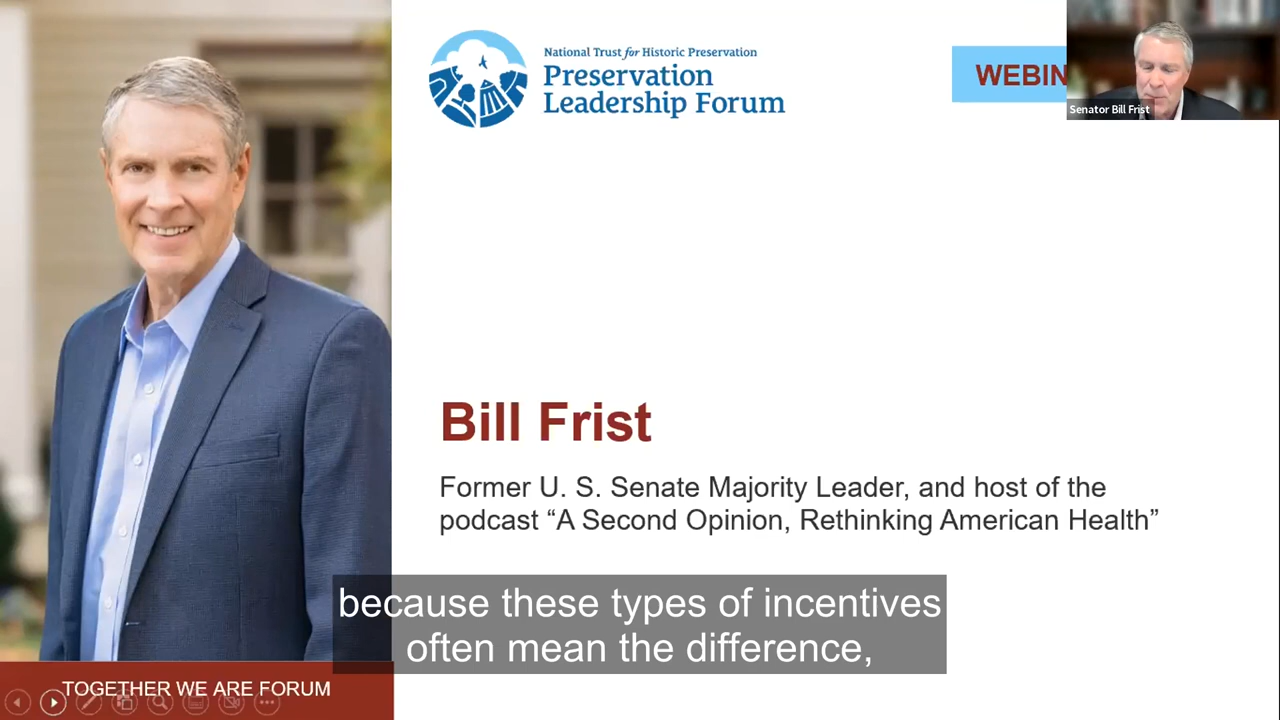 National Trust for Historic Preservation
Preservation
Leadership Forum
WEBIN
Senator Bill Frist
Bill Frist
Former U. S. Senate Majority Leader, and host of the
podcast “A Second Opinion, Rethinking American Health”
because these types of incentives
often mean the difference,
TOGETHER WE ARE FORUM